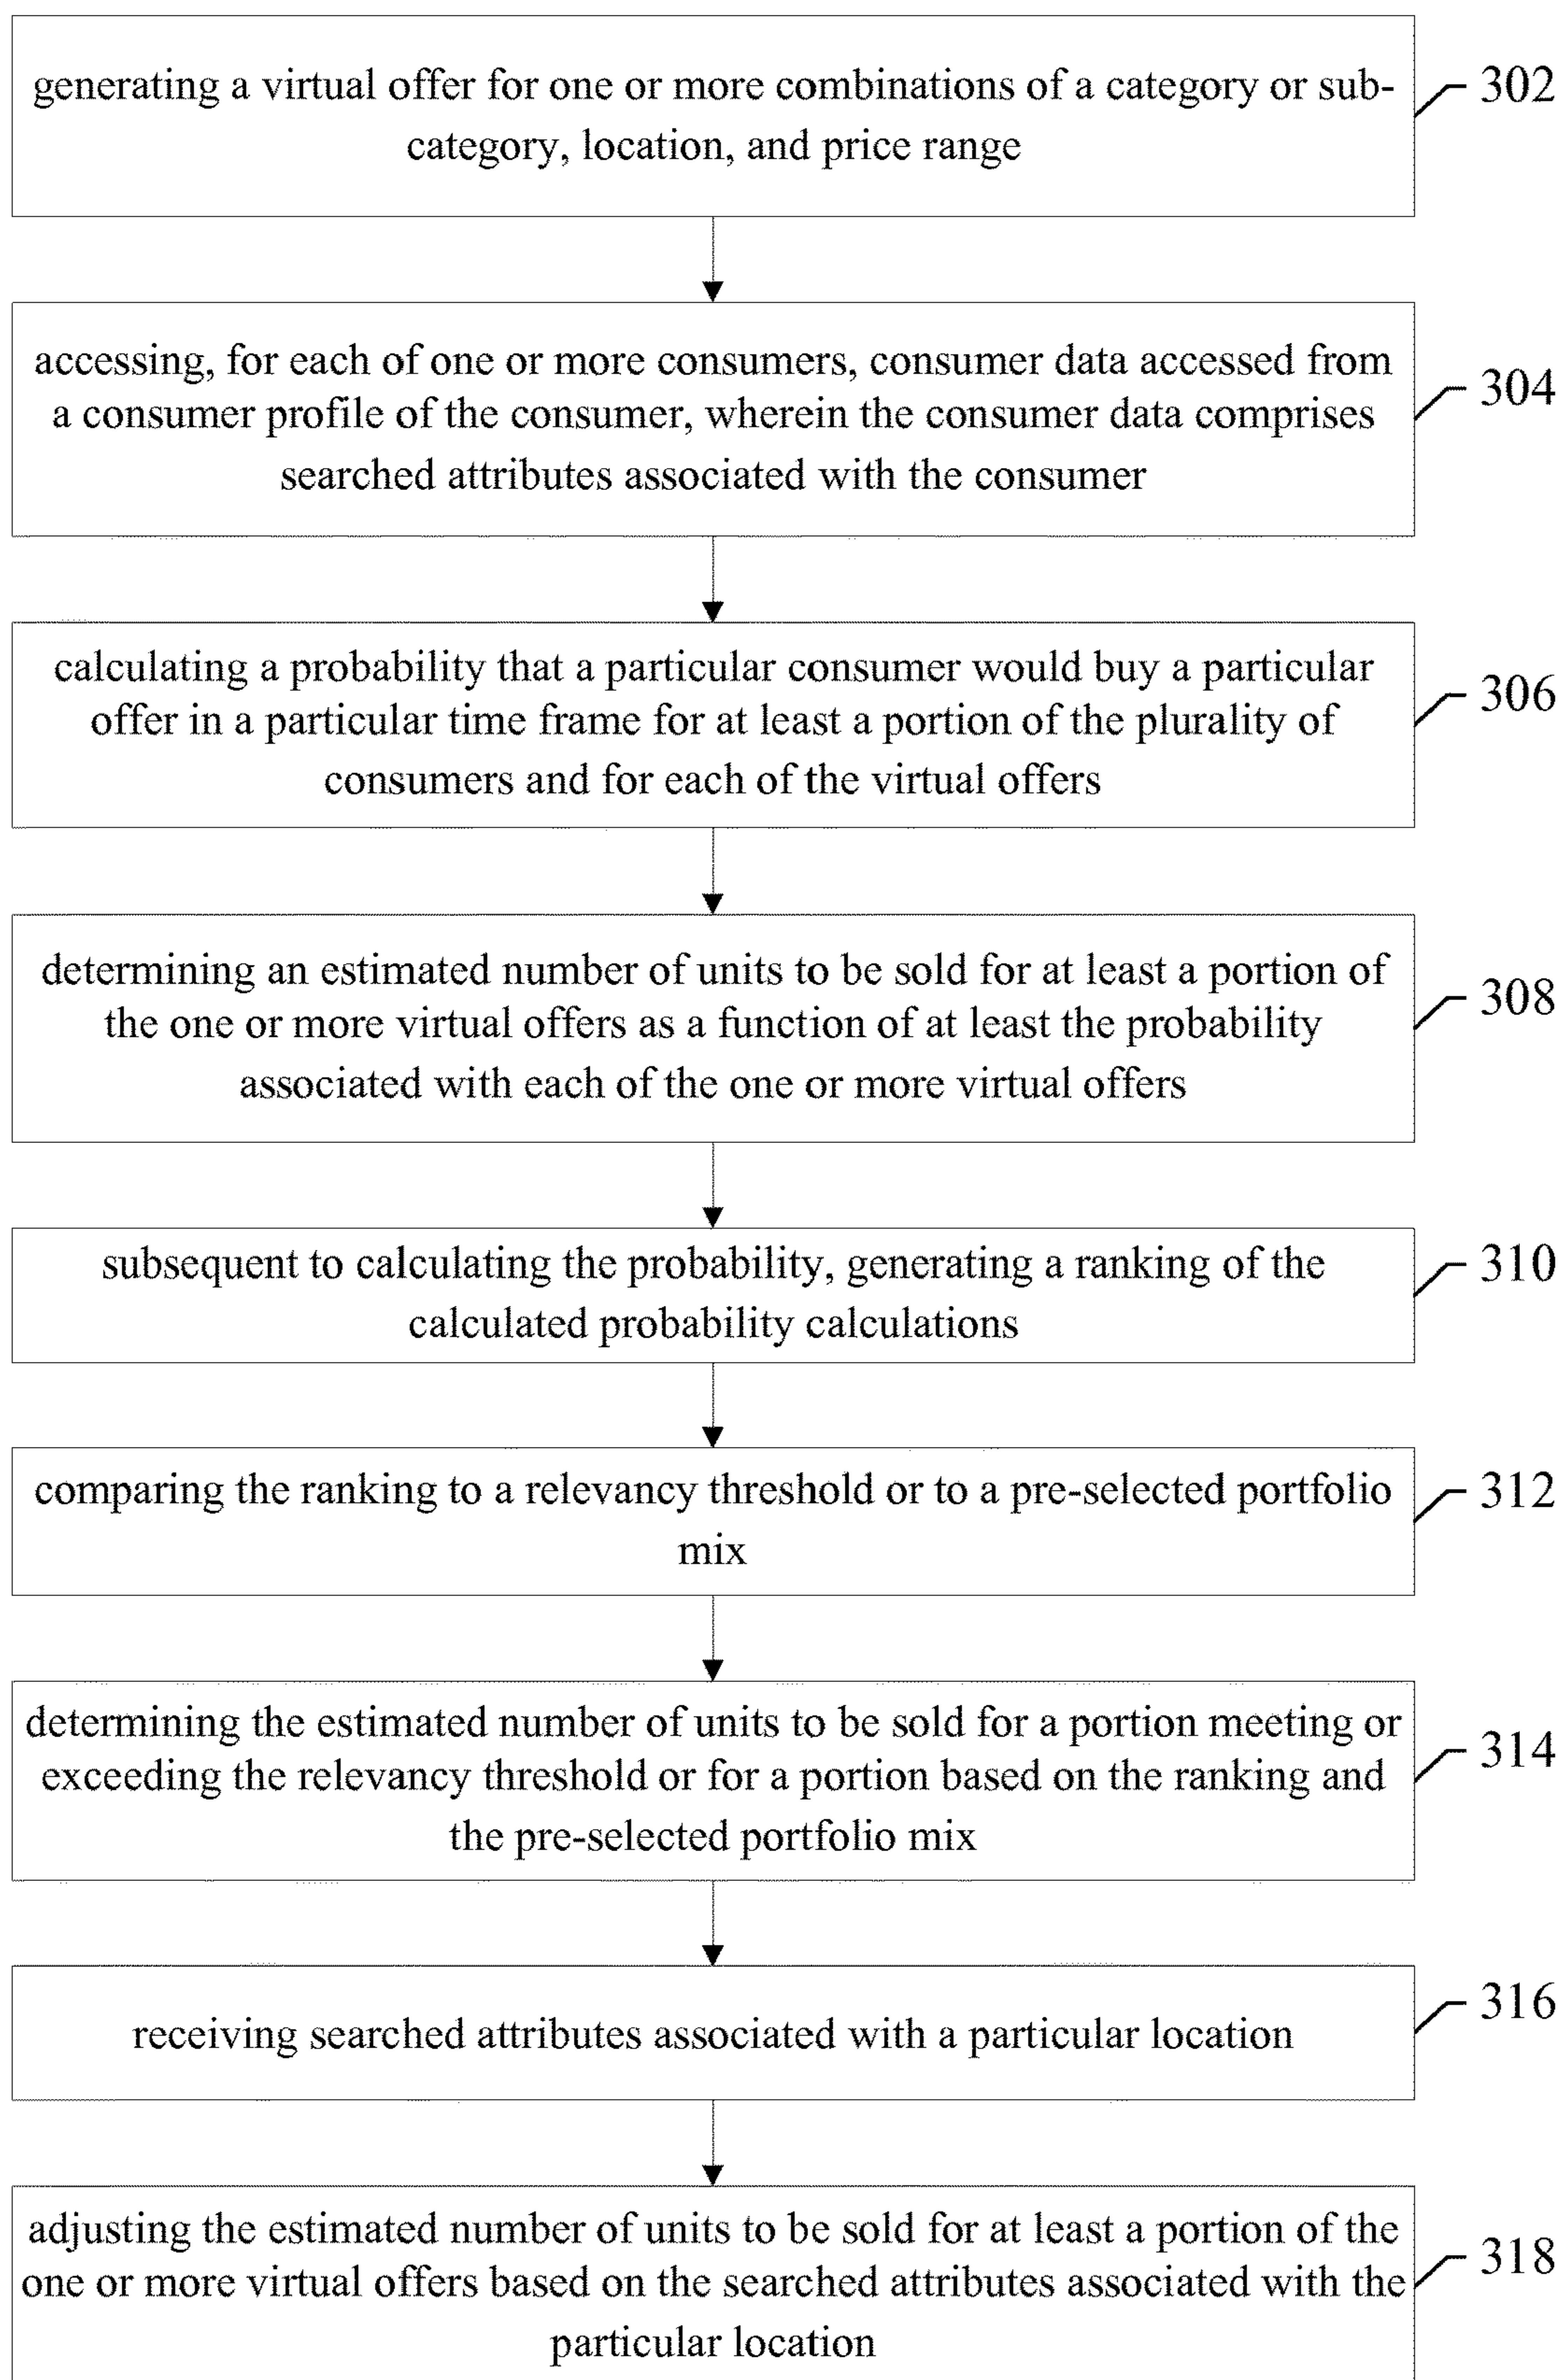 generating a virtual offer for one or more combinations of a category or sub-
category, location, and price range
302
accessing, for each of one or more consumers, consumer data accessed from
a consumer profile of the consumer, wherein the consumer data comprises
searched attributes associated with the consumer
304
calculating a probability that a particular consumer would buy a particular
offer in a particular time frame for at least a portion of the plurality of
consumers and for each of the virtual offers
306
determining an estimated number of units to be sold for at least a portion of
the one or more virtual offers as a function of at least the probability
associated with each of the one or more virtual offers
308
subsequent to calculating the probability, generating a ranking of the
calculated probability calculations
310
comparing the ranking to a relevancy threshold or to a pre-selected portfolio
mix
312
determining the estimated number of units to be sold for a portion meeting or
exceeding the relevancy threshold or for a portion based on the ranking and
the pre-selected portfolio mix
314
receiving searched attributes associated with a particular location
316
adjusting the estimated number of units to be sold for at least a portion of the
one or more virtual offers based on the searched attributes associated with the
particular location
318